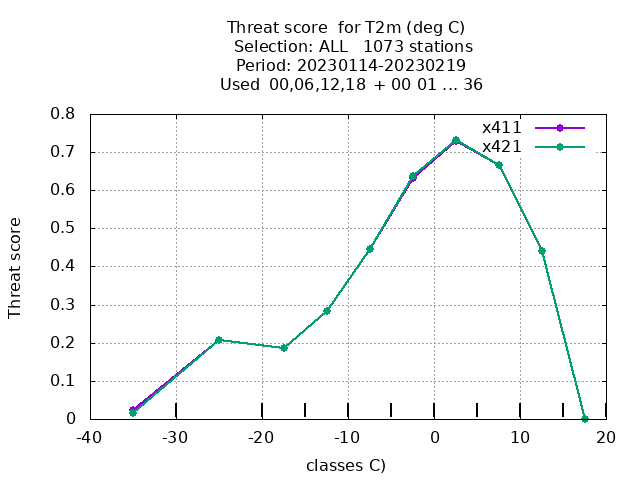 Threat score  for T2m (deg C)
Selection: ALL   1073 stations
Period: 20230114-20230219
Used  00,06,12,18  + 00 01 ... 36
x411
x421
0.8
0.7
0.6
0.5
0.4
0.3
0.2
0.1
0
Threat score
-40 -30 -20 -10 0 10 20
classes C)